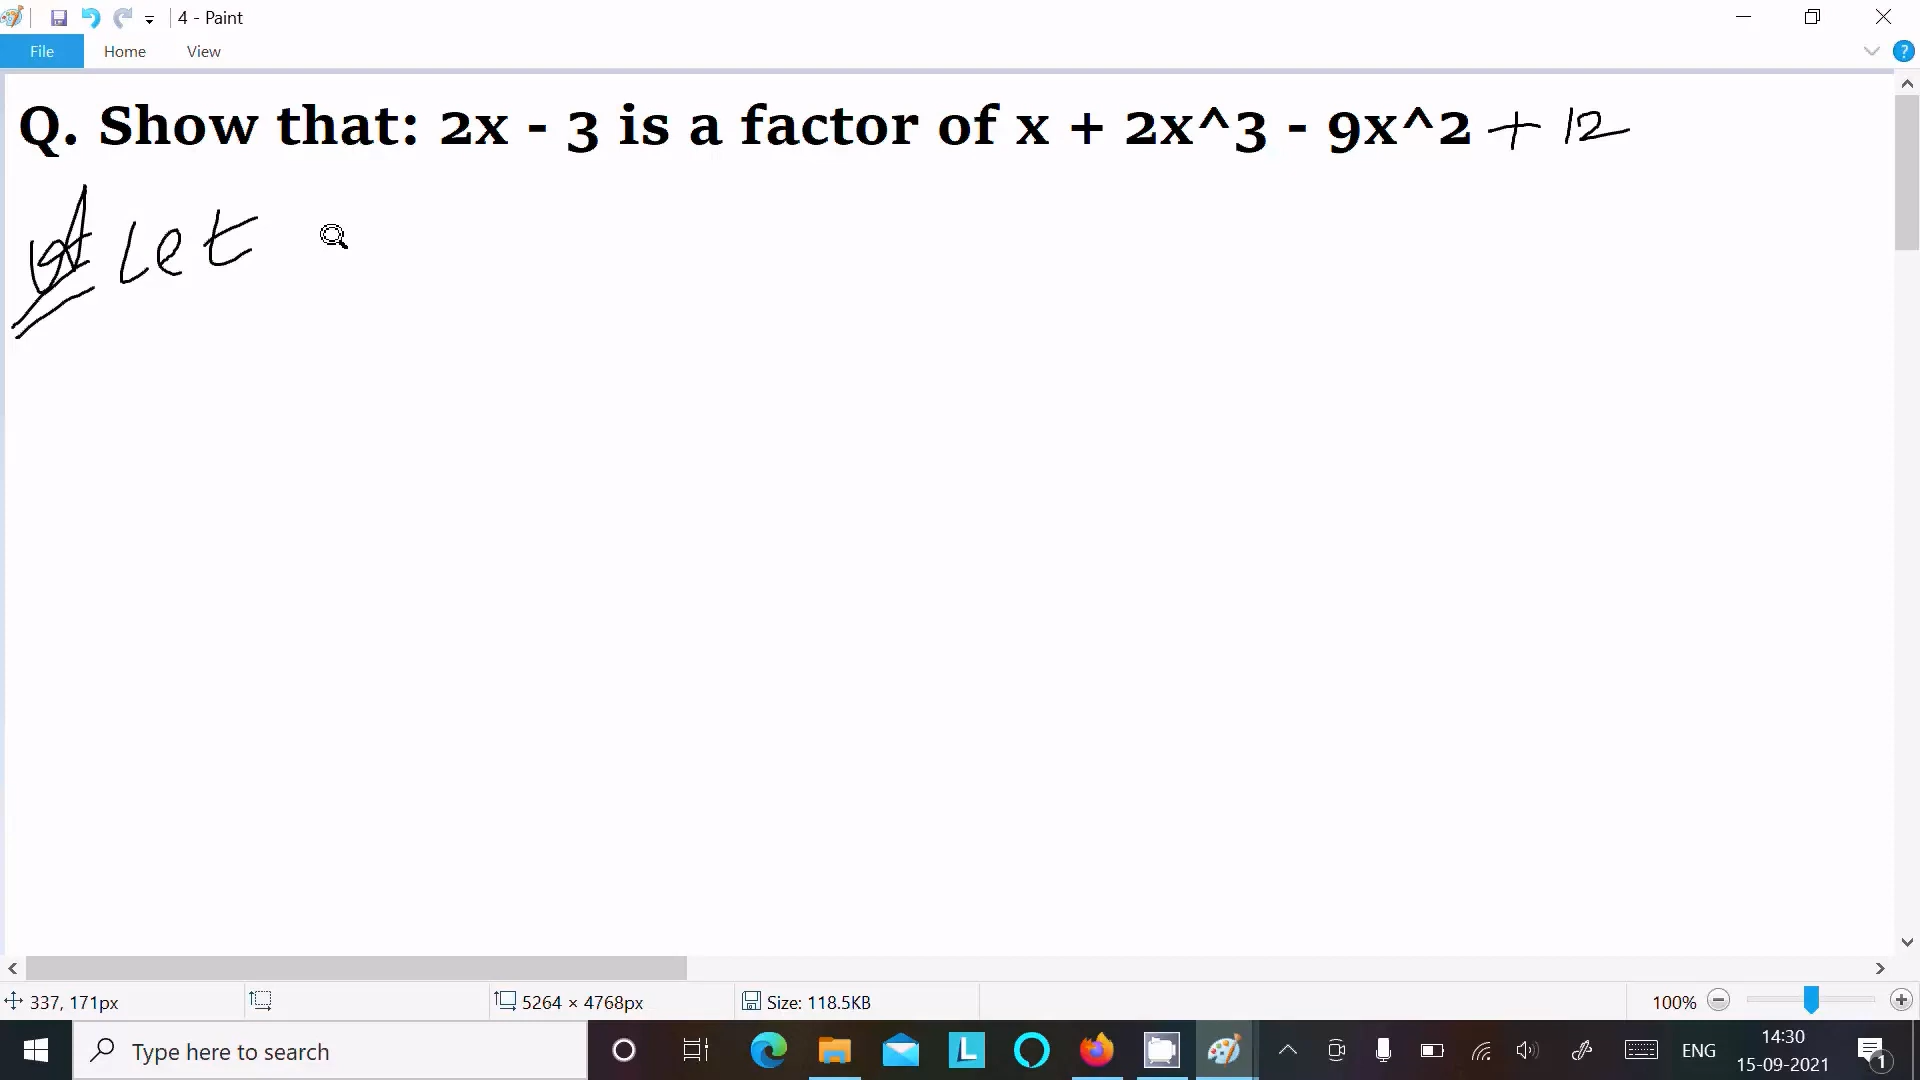 4 - Paint
File Home View
Q. Show that: 2x - 3 is a factor of x + 2x^3 - 9x^2 + 12
Let
337, 171px 5264 × 4768px Size: 118.5KB 100%
Type here to search
L
ENG
14:30
15-09-2021
1